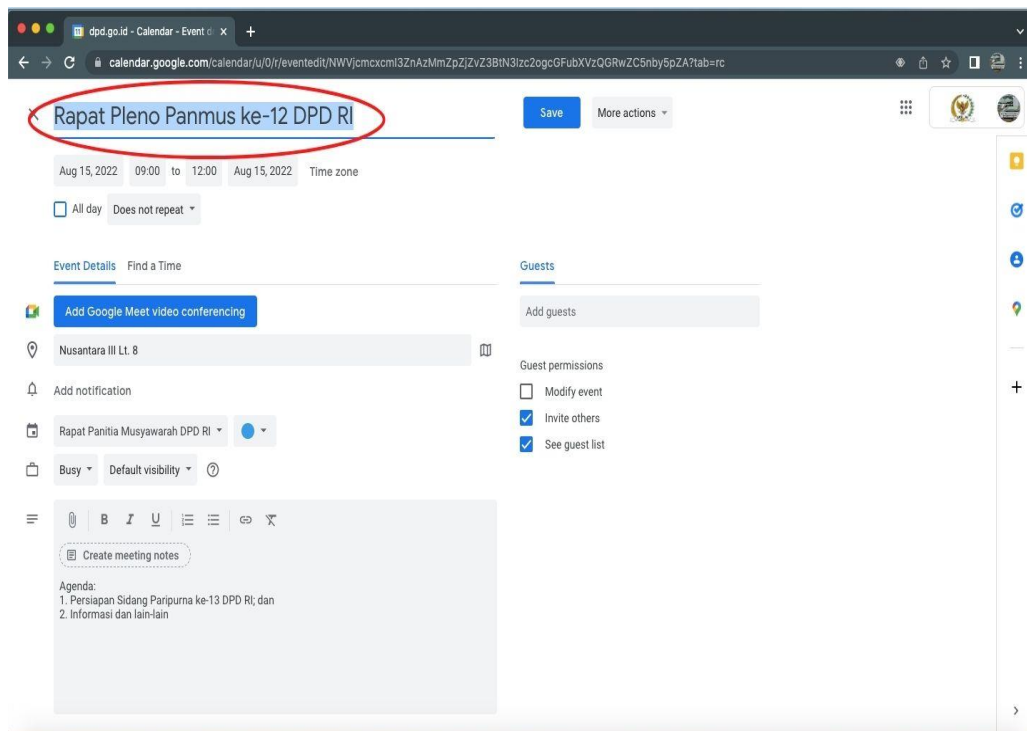 dpd.go.id - Calendar - Event d
calendar.google.com/calendar/u/0/r/eventedit/NWVjcmcxcmI3ZnAzMmZpZjZvZ3BtN3Izc2ogcGFubXVzQGRwZC5nby5pZA?tab=rc
Rapat Pleno Panmus ke-12 DPD RI
Save More actions
Aug 15, 2022 09:00 to 12:00 Aug 15, 2022 Time zone
All day Does not repeat
Event Details Find a Time
Guests
Add Google Meet video conferencing
Add guests
Nusantara III Lt. 8
Guest permissions
Add notification
Modify event
Invite others
Rapat Panitia Musyawarah DPD RI
See guest list
Busy Default visibility
B I U
Create meeting notes
Agenda:
1. Persiapan Sidang Paripurna ke-13 DPD RI; dan
2. Informasi dan lain-lain